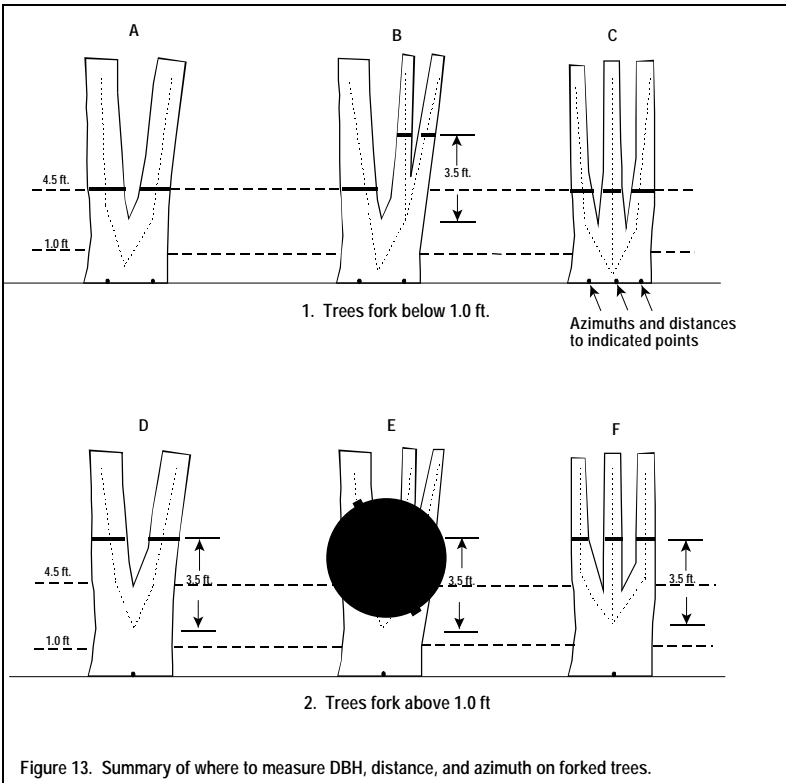 A B C
4.5 ft.
3.5 ft.
1.0 ft
1. Trees fork below 1.0 ft.
Azimuths and distances
to indicated points
D E F
4.5 ft.
3.5 ft. 3.5 ft. 3.5 ft.
1.0 ft
2. Trees fork above 1.0 ft
Figure 13. Summary of where to measure DBH, distance, and azimuth on forked trees.